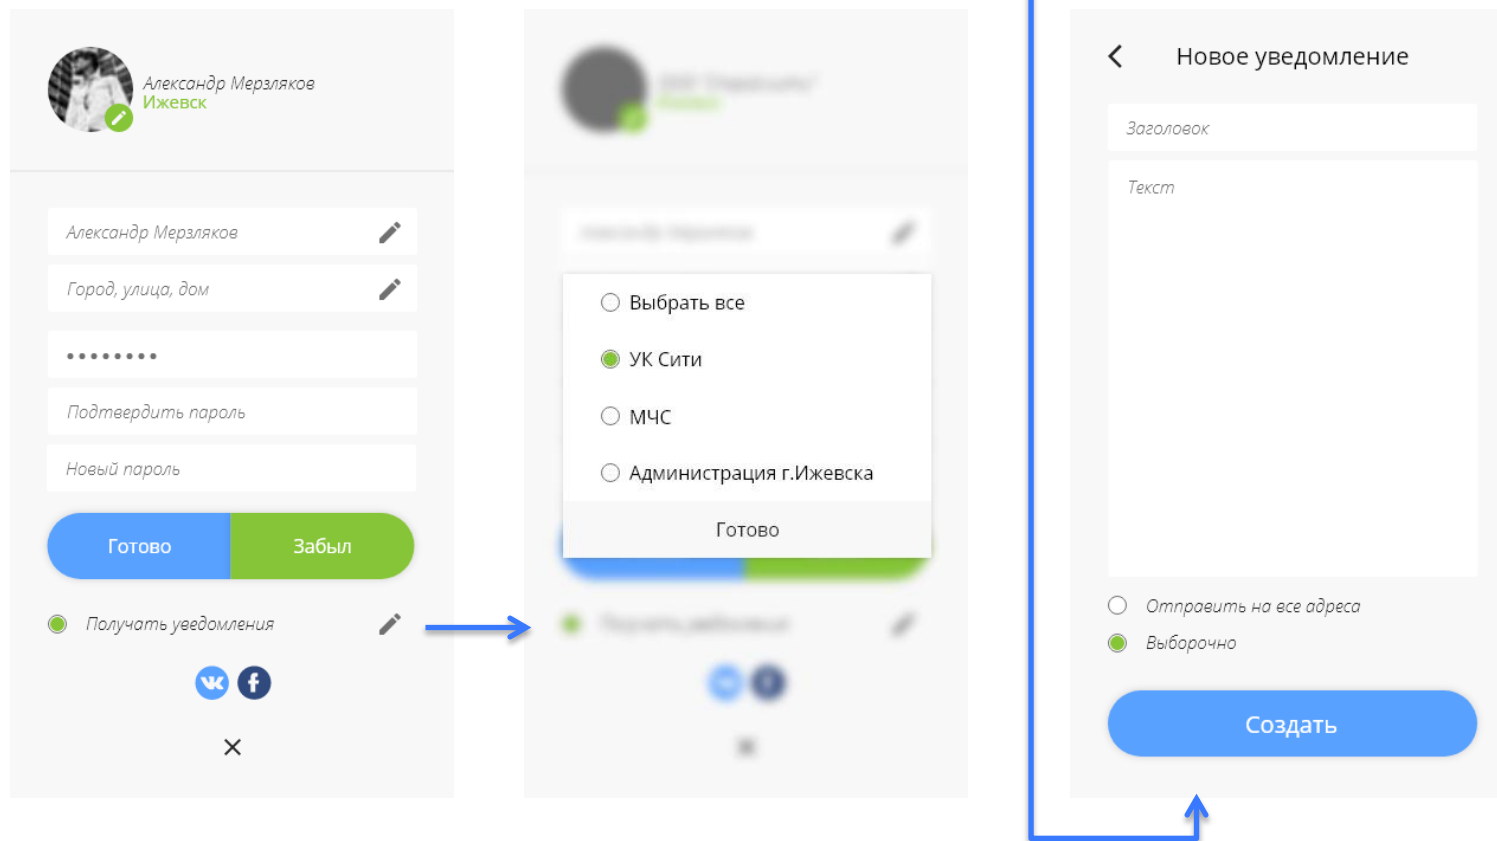 Александр Мерзляков
Ижевск
Александр Мерзляков
Город, улица, дом
Подтвердить пароль
Новый пароль
Готово
Забыл
Получать уведомления
Выбрать все
УК Сити
МЧС
Администрация г.Ижевска
Готово
Новое уведомление
Заголовок
Текст
Отправить на все адреса
Выборочно
Создать